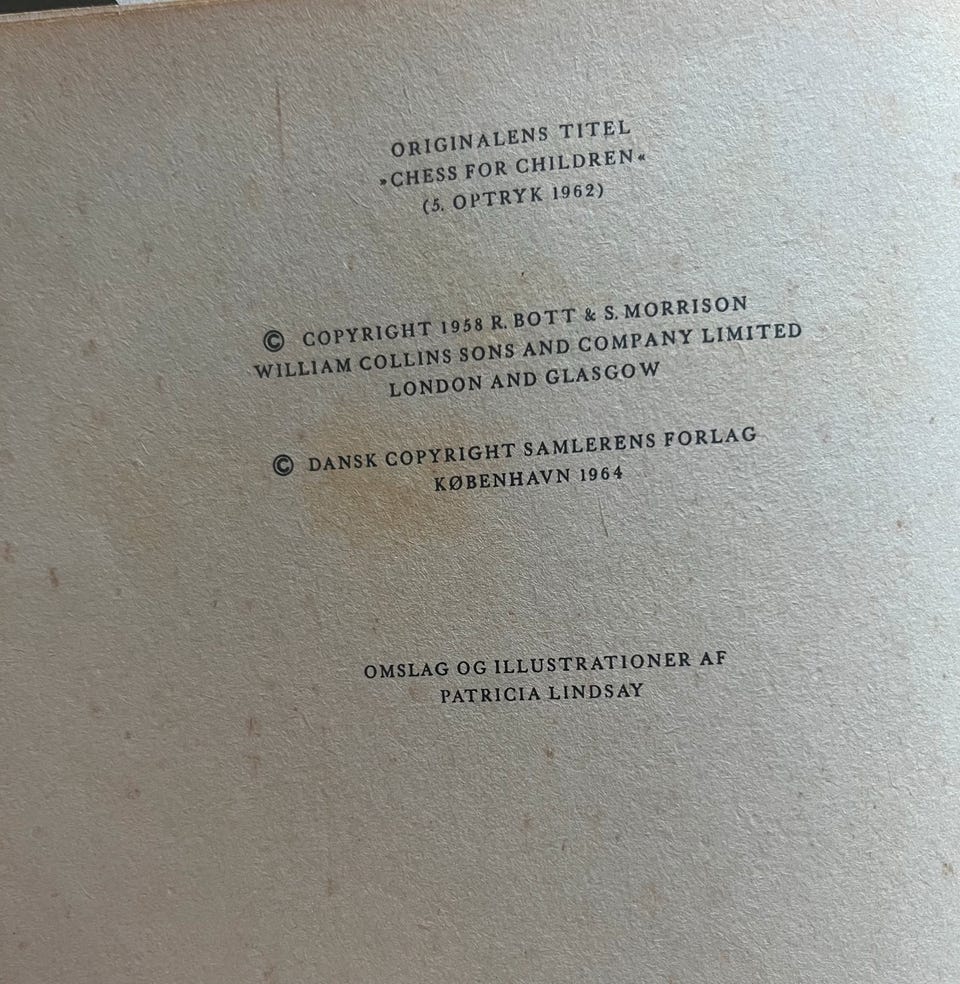 ORIGINALENS TITEL
»CHESS FOR CHILDREN«
(5. OPTRYK 1962)
© COPYRIGHT 1958 R. BOTT & S. MORRISON
WILLIAM COLLINS SONS AND COMPANY LIMITED
LONDON AND GLASGOW
© DANSK COPYRIGHT SAMLERENS FORLAG
KØBENHAVN 1964
OMSLAG OG ILLUSTRATIONER AF
PATRICIA LINDSAY